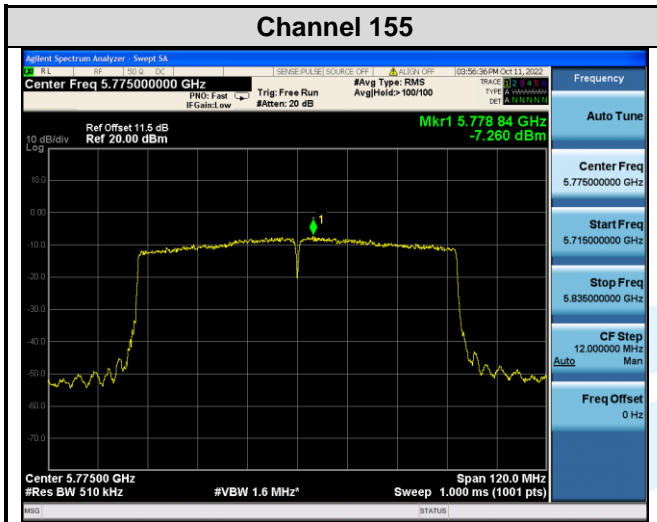 Channel 155
Agilent Spectrum Analyzer - Swept SA
RL RF 50 Ω DC SENSE:PULSE SOURCE OFF ALIGN OFF 03:56:36 PM Oct 11, 2022
Center Freq 5.775000000 GHz
PNO: Fast
IFGain:Low
Trig: Free Run
#Atten: 20 dB
#Avg Type: RMS
Avg|Hold:>100/100
TRACE 1 2 3 4 5 6
TYPE A
DET A N N N N N
Ref Offset 11.5 dB
10 dB/div Ref 20.00 dBm
Log
Mkr1 5.778 84 GHz
-7.260 dBm
1
10.0
0.00
-10.0
-20.0
-30.0
-40.0
-50.0
-60.0
-70.0
Center 5.77500 GHz
#Res BW 510 kHz
#VBW 1.6 MHz*
Span 120.0 MHz
Sweep 1.000 ms (1001 pts)
MSG
STATUS
Frequency
Auto Tune
Center Freq
5.775000000 GHz
Start Freq
5.715000000 GHz
Stop Freq
5.835000000 GHz
CF Step
12.000000 MHz
Auto Man
Freq Offset
0 Hz